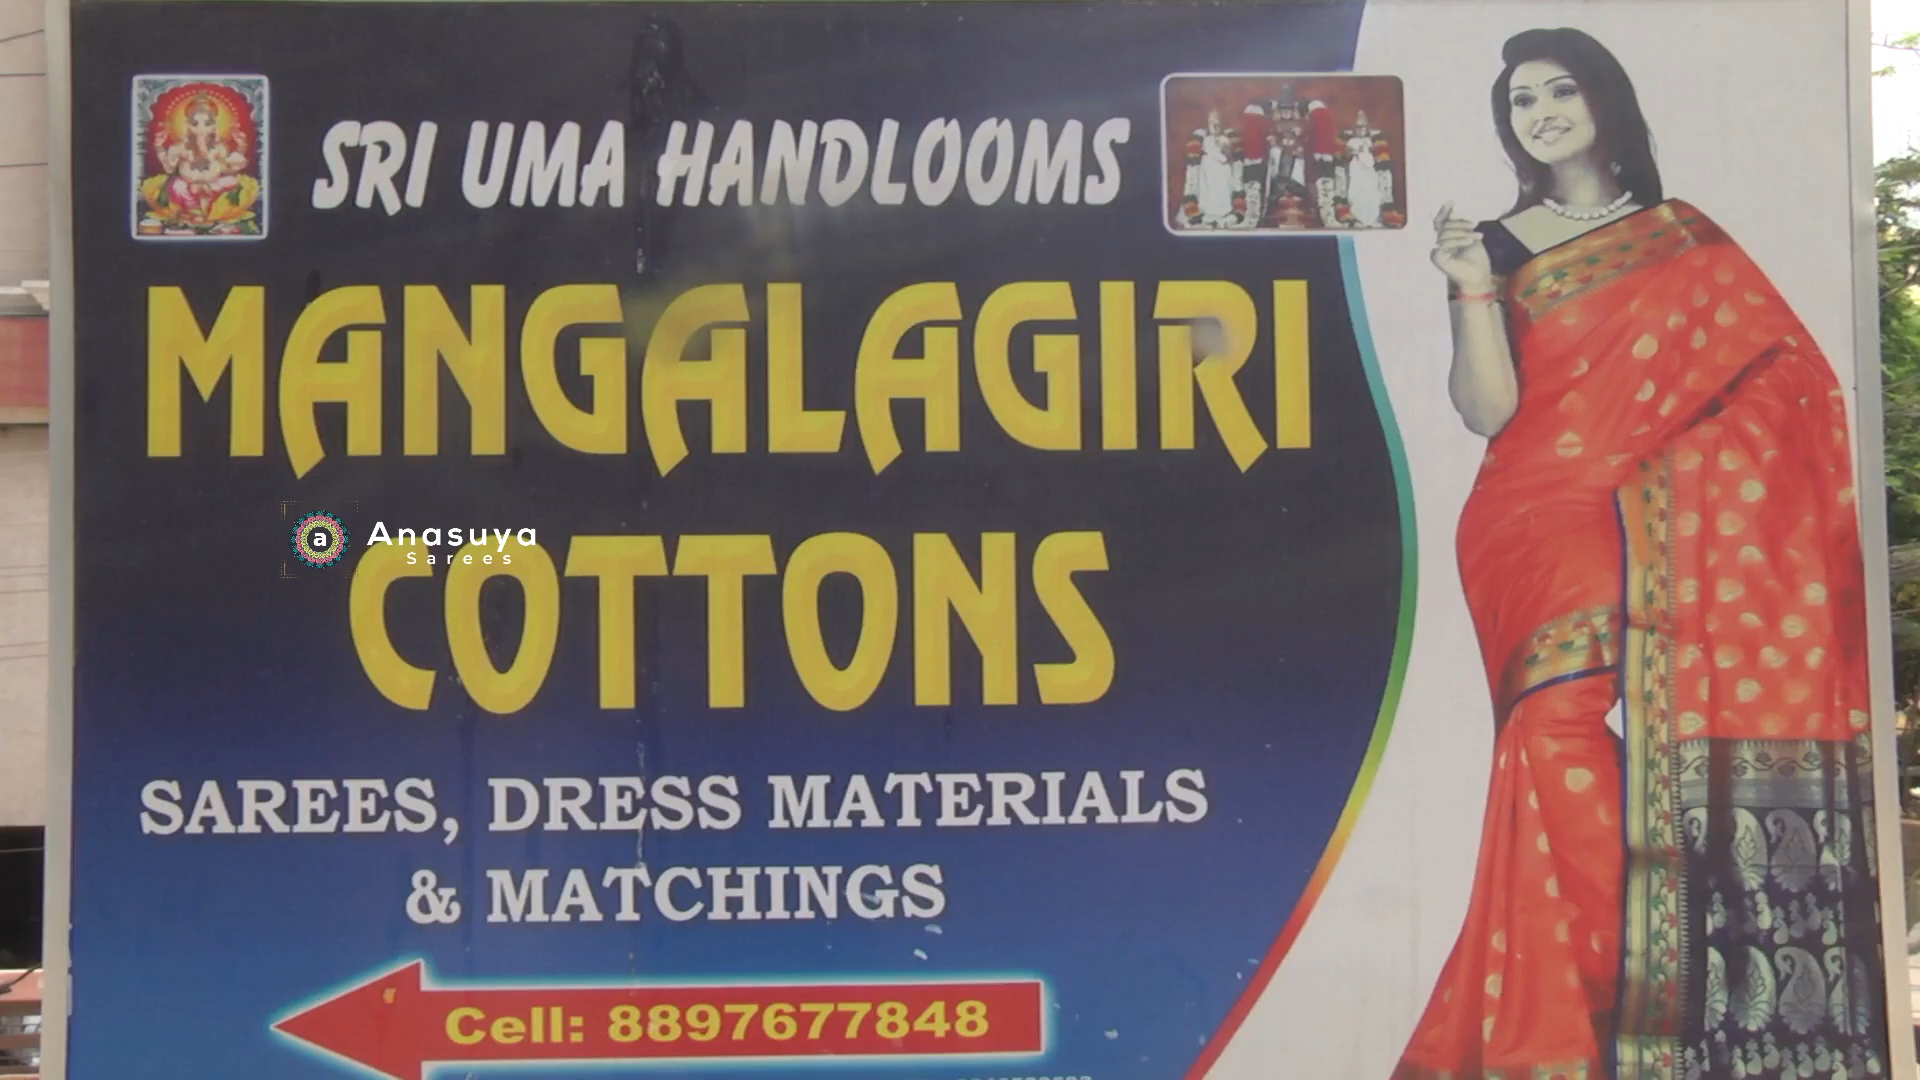 SRI UMA HANDLOOMS
MANGALAGIRI
a Anasuya
Sarees
COTTONS
SAREES, DRESS MATERIALS
& MATCHINGS
Cell: 8897677848